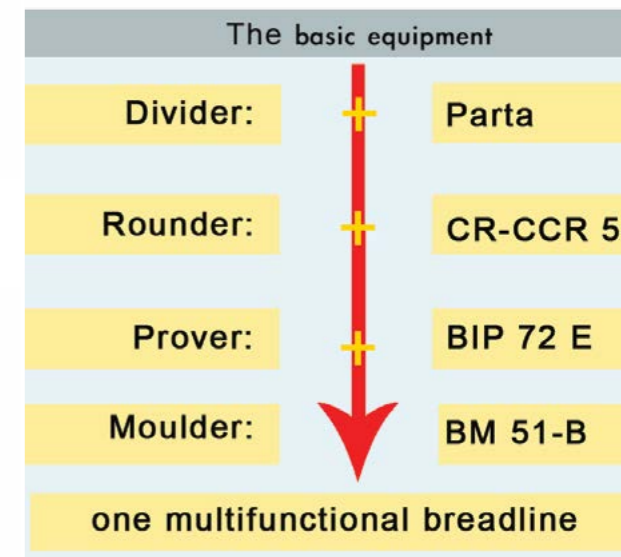 The basic equipment
Divider: + Parta
Rounder: + CR-CCR 5
Prover: + BIP 72 E
Moulder: BM 51-B
one multifunctional breadline